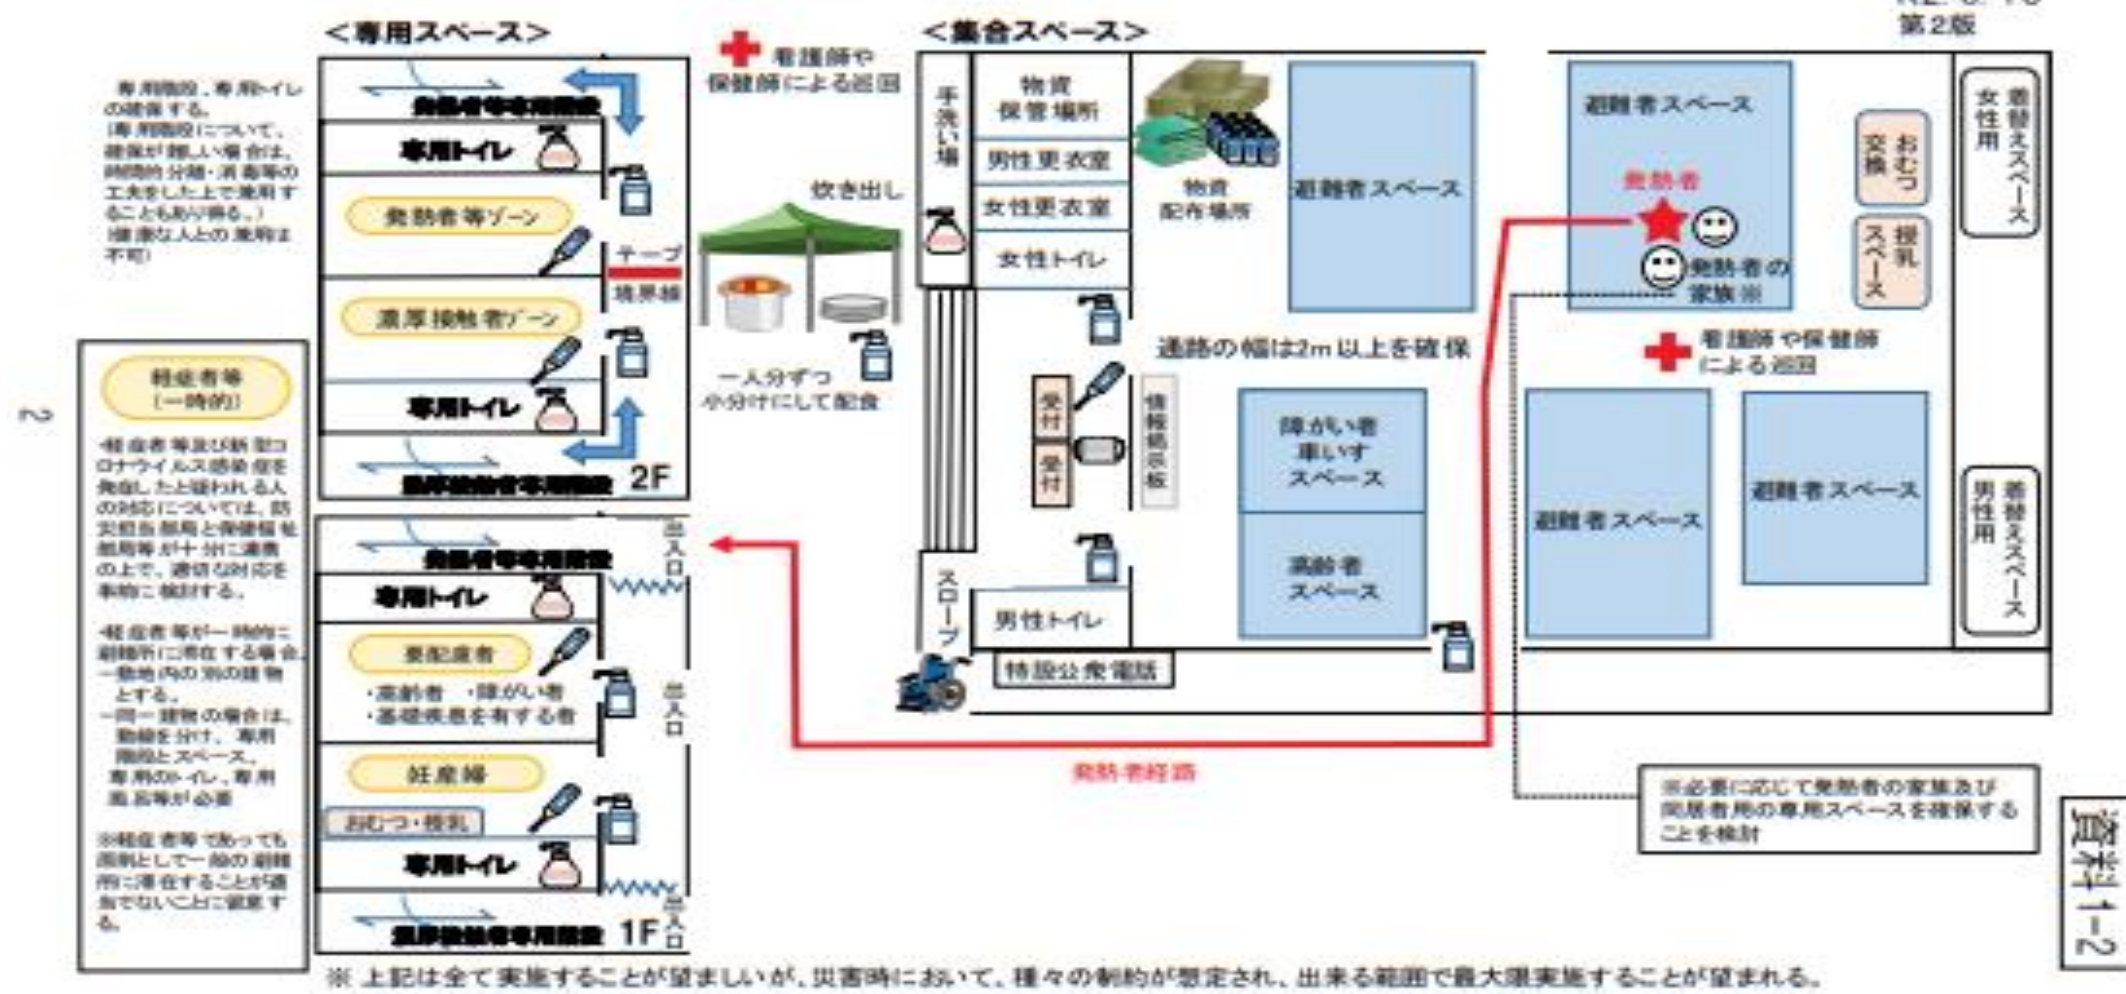 第2版
＜専用スペース＞
看護師や
保健師による巡回
＜集合スペース＞
専用階段、専用トイレ
の確保する。
(専用階段について、
確保が難しい場合は、
時間的分離・消毒等の
工夫をした上で兼用す
ることもあり得る。)
(健康な人との兼用は
不可)
発熱者等専用階段
専用トイレ
発熱者等ゾーン
テープ
境界線
濃厚接触者ゾーン
専用トイレ
濃厚接触者専用階段
2F
炊き出し
一人分ずつ
小分けにして配食
手洗い場
物資
保管場所
男性更衣室
女性更衣室
女性トイレ
物資
配布場所
避難者スペース
避難者スペース
発熱者
発熱者の
家族※
おむつ
交換
授乳
スペース
着替えスペース
女性用
通路の幅は2m以上を確保
看護師や保健師
による巡回
受付
受付
情報掲示板
障がい者
車いす
スペース
高齢者
スペース
避難者スペース
避難者スペース
着替えスペース
男性用
スロープ
男性トイレ
特設公衆電話
軽症者等
(一時的)
・軽症者等及び新型コ
ロナウイルス感染症を
発症したと疑われる人
の対応については、防
災担当部局と保健福祉
部局等が十分に連携
の上で、適切な対応を
事前に検討する。
・軽症者等が一時的に
避難所に滞在する場合、
ー敷地内の別の建物
とする。
ー同一建物の場合は、
動線を分け、専用
階段とスペース、
専用のトイレ、専用
風呂等が必要
※軽症者等であっても
原則として一般の避難
所に滞在することが適
当でないことに留意す
る。
発熱者等専用階段
出入口
専用トイレ
要配慮者
・高齢者 ・障がい者
・基礎疾患を有する者
出入口
妊産婦
おむつ・授乳
専用トイレ
濃厚接触者専用階段
1F
出入口
発熱者経路
※必要に応じて発熱者の家族及び
同居者用の専用スペースを確保する
ことを検討
資料1-2
2
※上記は全て実施することが望ましいが、災害時において、種々の制約が想定され、出来る範囲で最大限実施することが望まれる。